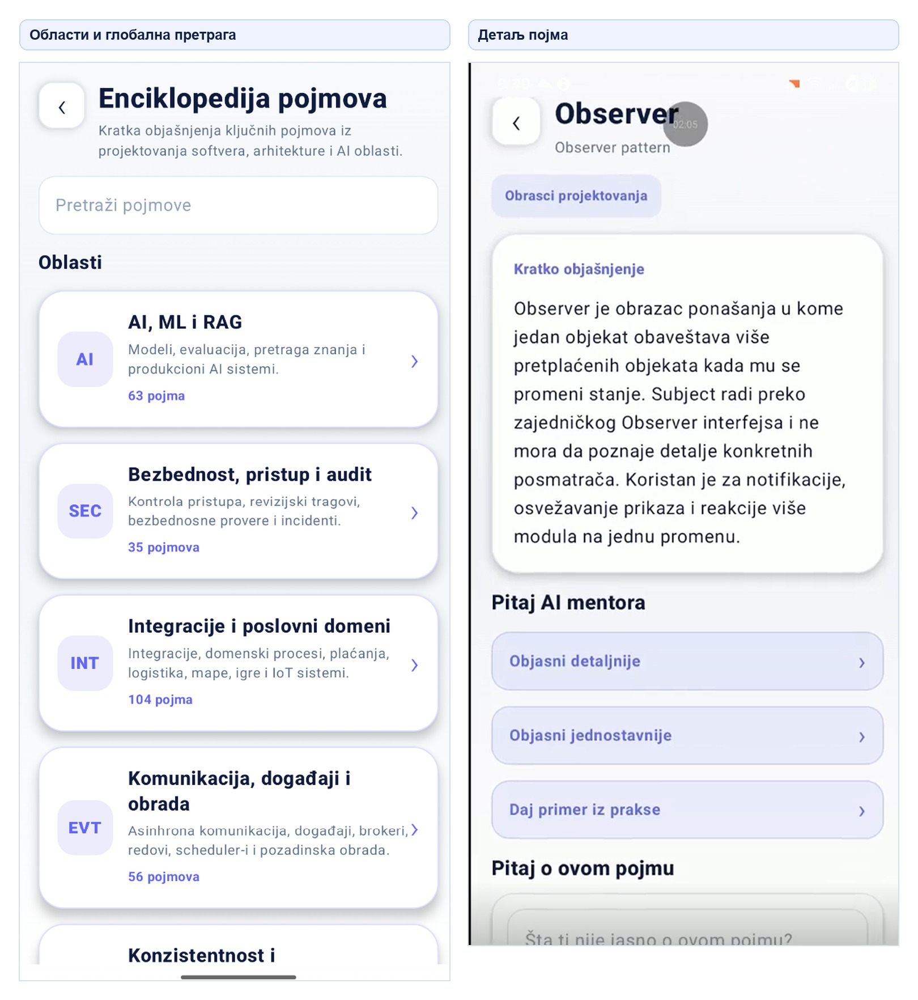 Области и глобална претрага
‹
Enciklopedija pojmova
Kratka objašnjenja ključnih pojmova iz
projektovanja softvera, arhitekture i AI oblasti.
Pretraži pojmove
Oblasti
AI
AI, ML i RAG
Modeli, evaluacija, pretraga znanja i
produkcioni AI sistemi.
63 pojma
›
SEC
Bezbednost, pristup i audit
Kontrola pristupa, revizijski tragovi,
bezbednosne provere i incidenti.
35 pojmova
›
INT
Integracije i poslovni domeni
Integracije, domenski procesi, plaćanja,
logistika, mape, igre i IoT sistemi.
104 pojma
›
EVT
Komunikacija, događaji i
obrada
Asinhrona komunikacija, događaji, brokeri,
redovi, scheduler-i i pozadinska obrada.
56 pojmova
›
Konzistentnost i
Детаљ појма
‹
Observer
02:05
Observer pattern
Obrasci projektovanja
Kratko objašnjenje
Observer je obrazac ponašanja u kome
jedan objekat obaveštava više
pretplaćenih objekata kada mu se
promeni stanje. Subject radi preko
zajedničkog Observer interfejsa i ne
mora da poznaje detalje konkretnih
posmatrača. Koristan je za notifikacije,
osvežavanje prikaza i reakcije više
modula na jednu promenu.
Pitaj AI mentora
Objasni detaljnije ›
Objasni jednostavnije ›
Daj primer iz prakse ›
Pitaj o ovom pojmu
Šta ti nije jasno o ovom pojmu?